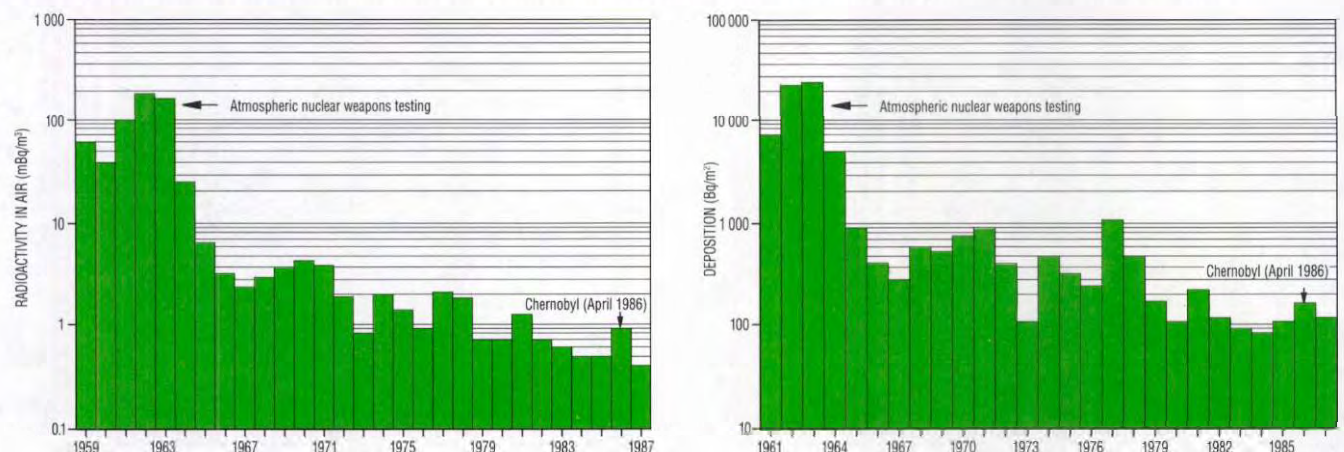 1 000
100
10
1
0.1
RADIOACTIVITY IN AIR (mBq/m³)
Atmospheric nuclear weapons testing
Chernobyl (April 1986)
1959 1963 1967 1971 1975 1979 1983 1987
100 000
10 000
1 000
100
10
DEPOSITION (Bq/m²)
Atmospheric nuclear weapons testing
Chernobyl (April 1986)
1961 1964 1967 1970 1973 1976 1979 1982 1985